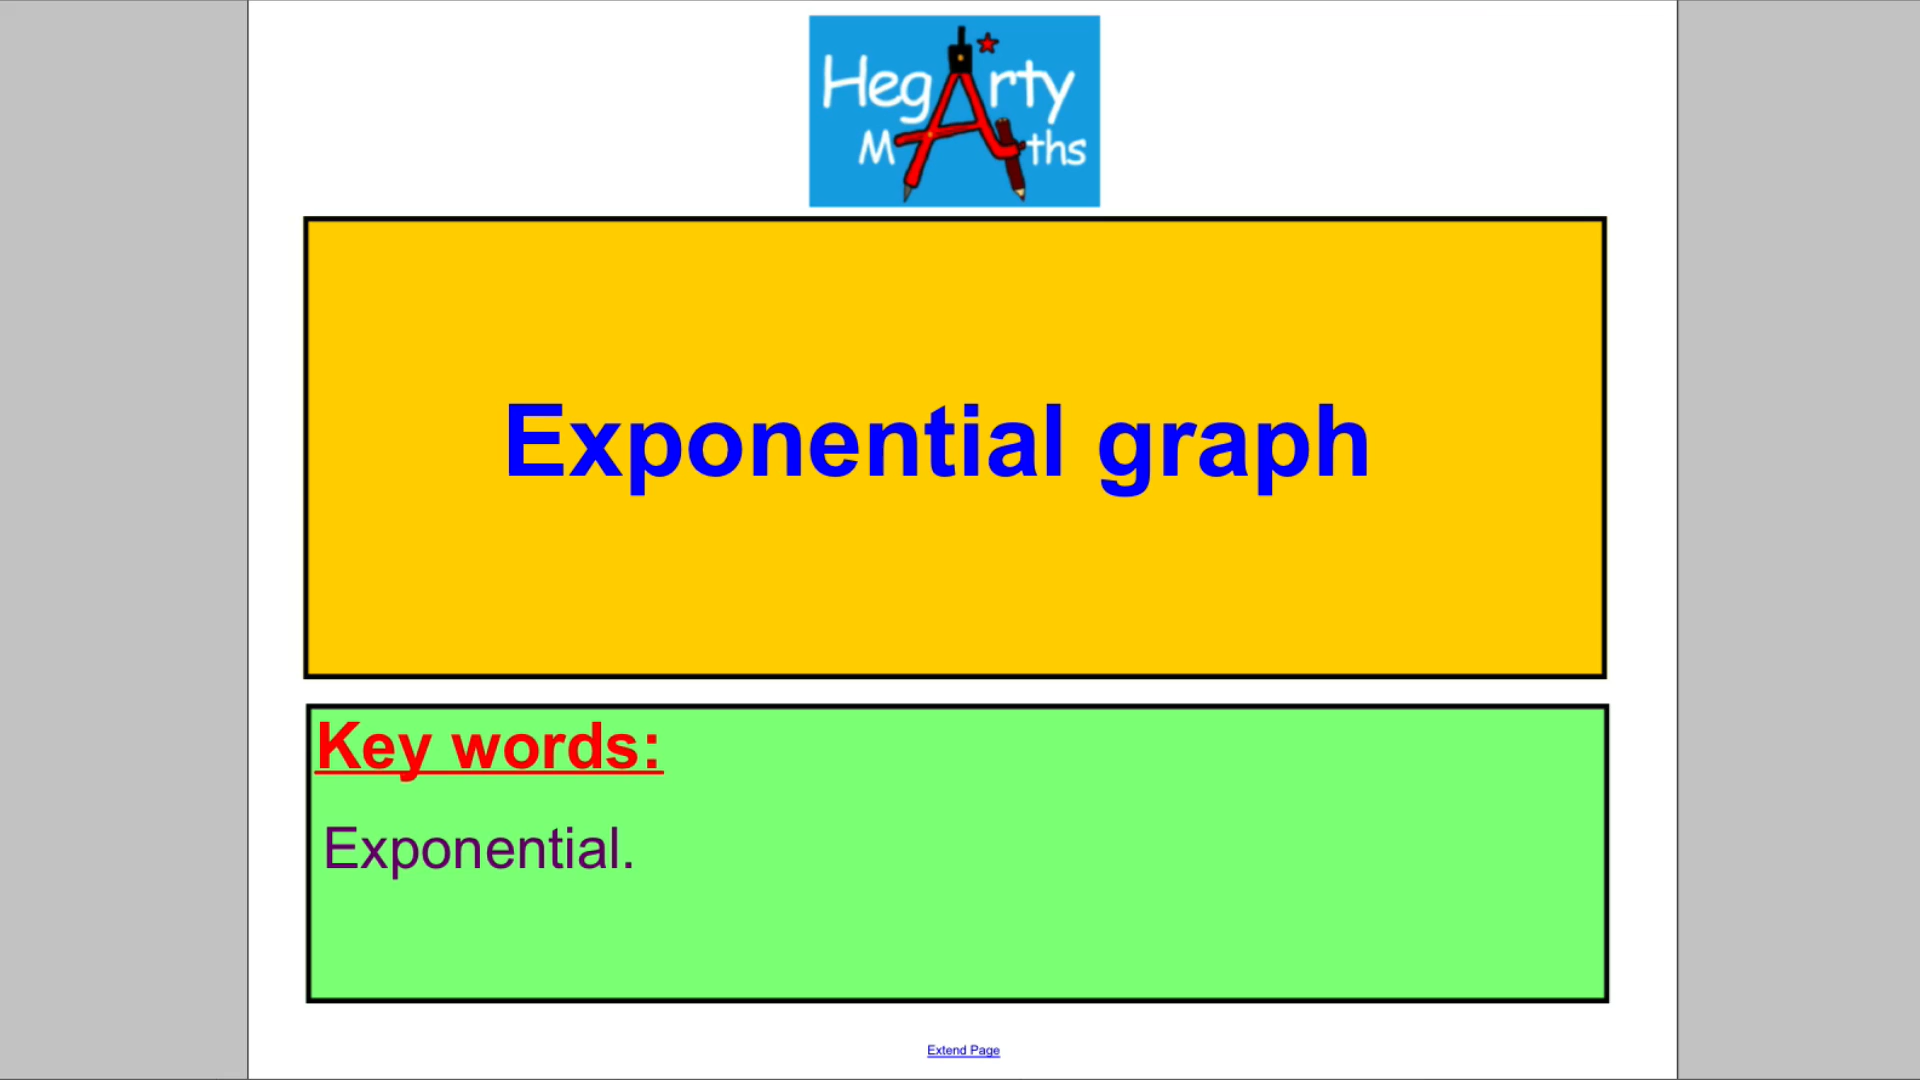 Hegarty
Maths
Exponential graph
Key words:
Exponential.
Extend Page